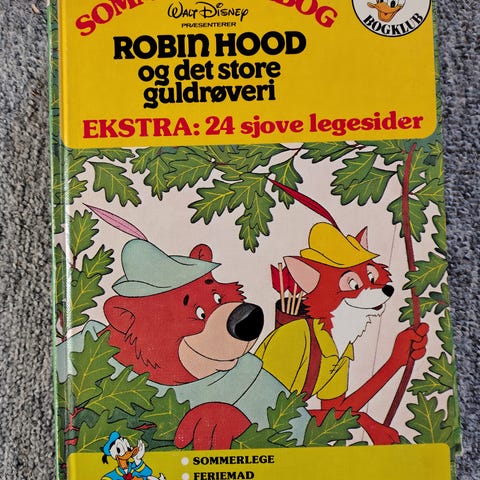 Walt Disney
PRÆSENTERER
ROBIN HOOD
og det store
guldrøveri
EKSTRA: 24 sjove legesider
BOGKLUB
SOMMERLEGE
FERIEMAD